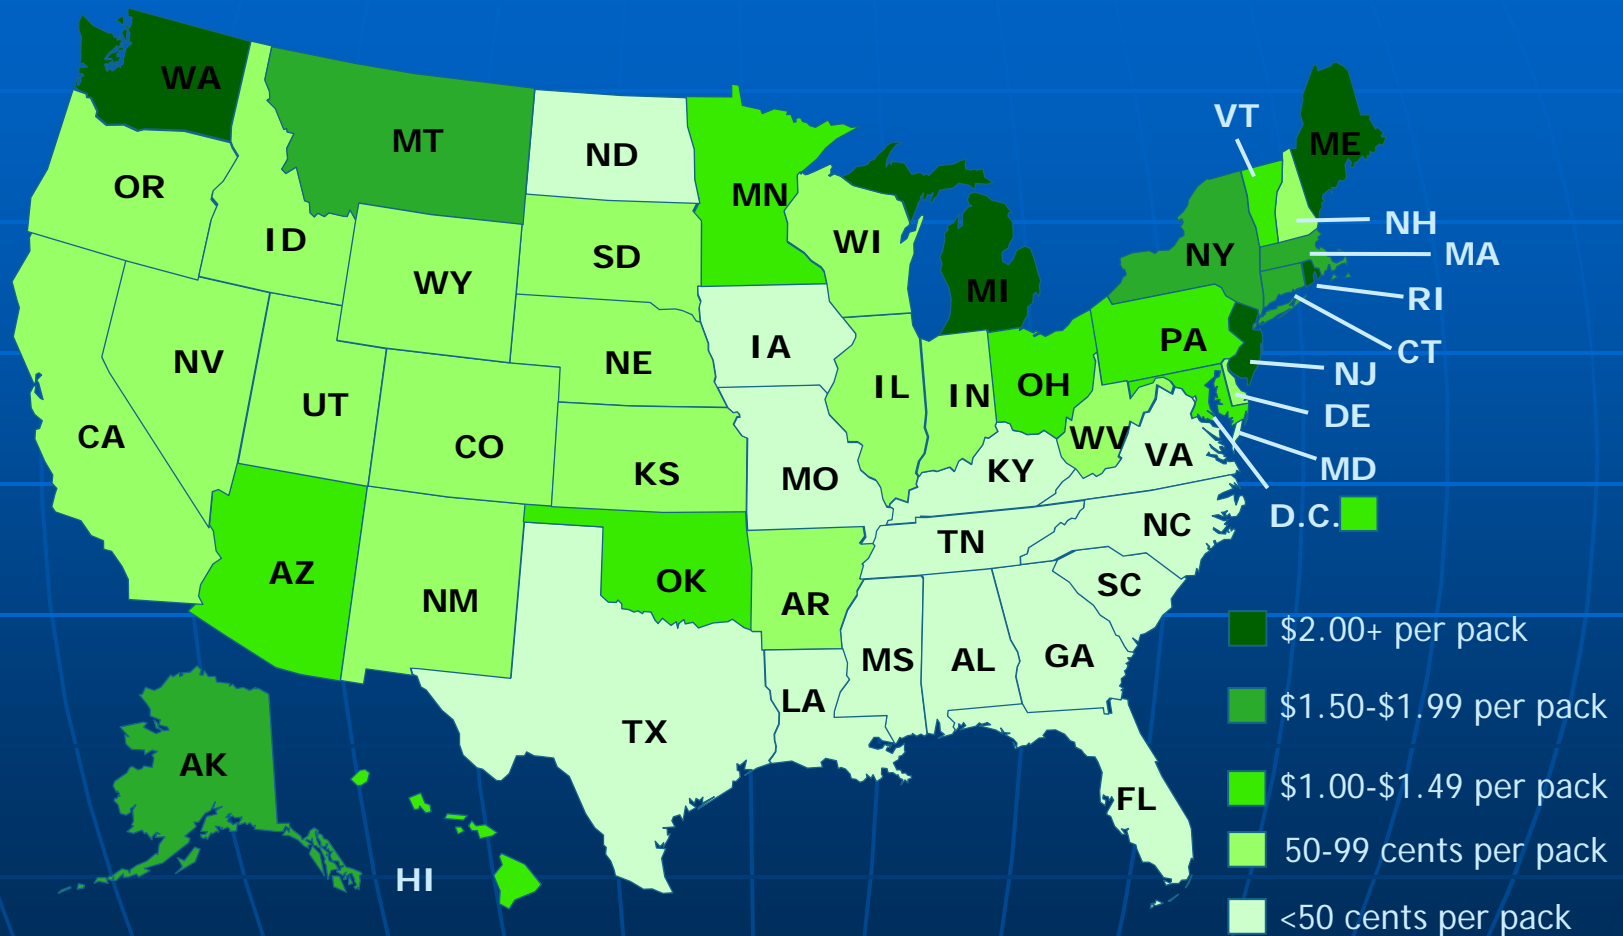 WA
MT
ND
MN
OR
ID
WY
SD
WI
MI
NY
VT
ME
NH
MA
RI
CT
NJ
DE
MD
D.C.
PA
NV
UT
CA
CO
NE
IA
IL
IN
OH
WV
VA
KS
MO
KY
NC
TN
SC
AZ
NM
OK
AR
TX
LA
MS
AL
GA
FL
AK
HI
$2.00+ per pack
$1.50-$1.99 per pack
$1.00-$1.49 per pack
50-99 cents per pack
<50 cents per pack